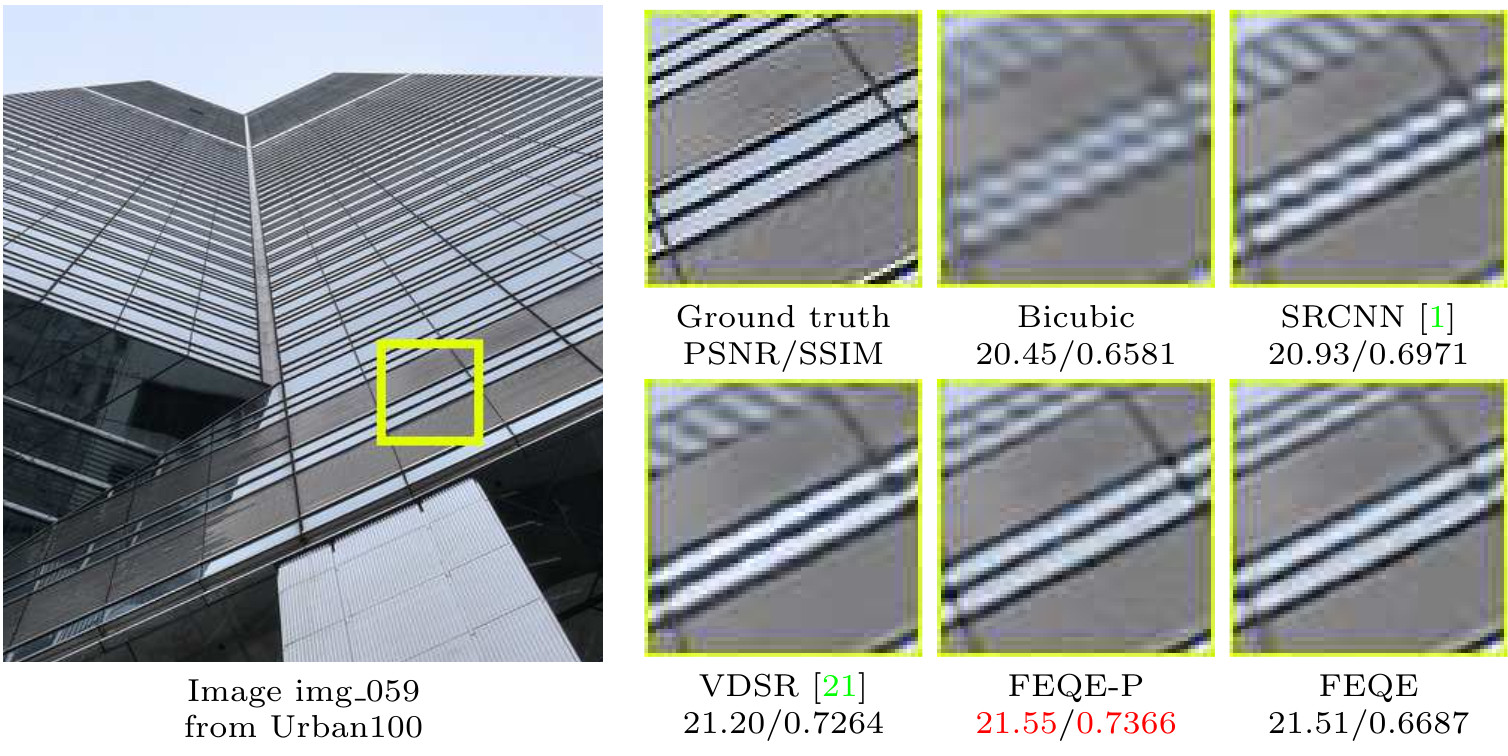 Ground truth
PSNR/SSIM
Bicubic
20.45/0.6581
SRCNN [1]
20.93/0.6971
VDSR [21]
21.20/0.7264
FEQE-P
21.55/0.7366
FEQE
21.51/0.6687
Image img_059
from Urban100